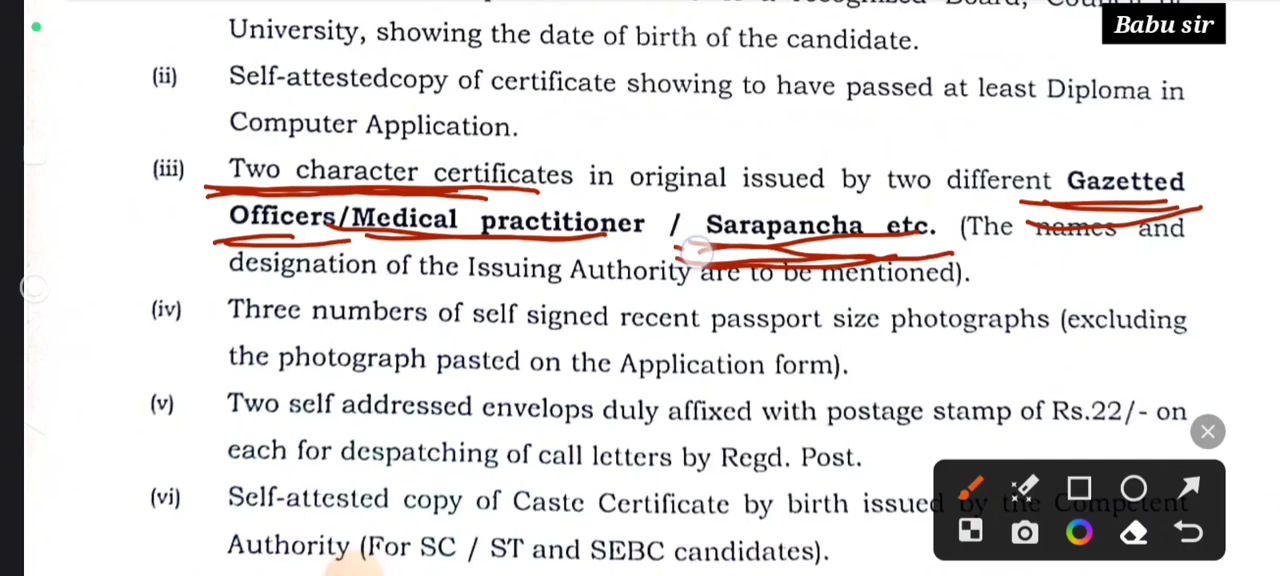 Babu sir
University, showing the date of birth of the candidate.
(ii) Self-attestedcopy of certificate showing to have passed at least Diploma in
Computer Application.
(iii) Two character certificates in original issued by two different Gazetted
Officers/Medical practitioner / Sarapancha etc. (The names and
designation of the Issuing Authority are to be mentioned).
(iv) Three numbers of self signed recent passport size photographs (excluding
the photograph pasted on the Application form).
(v) Two self addressed envelops duly affixed with postage stamp of Rs.22/- on
each for despatching of call letters by Regd. Post.
(vi) Self-attested copy of Caste Certificate by birth issued by the Competent
Authority (For SC / ST and SEBC candidates).